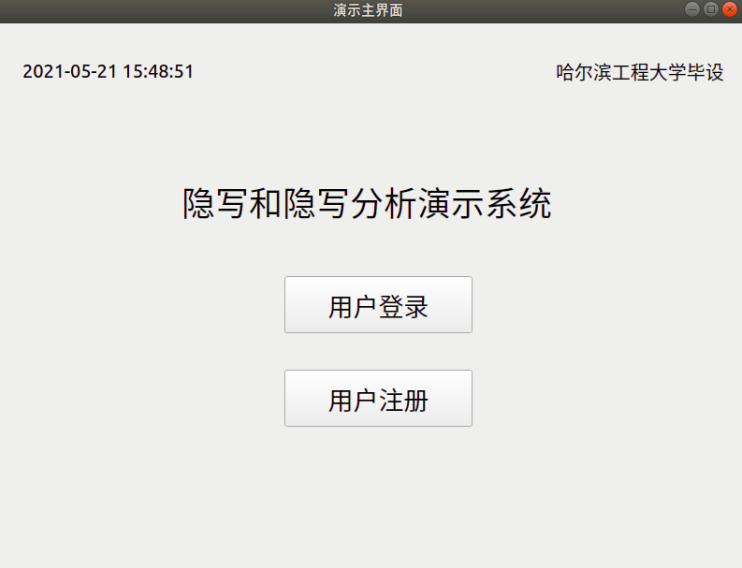 演示主界面
2021-05-21 15:48:51
哈尔滨工程大学毕设
隐写和隐写分析演示系统
用户登录
用户注册